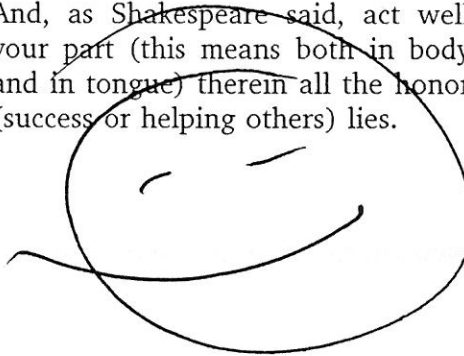 And, as Shakespeare said, act well
your part (this means both in body
and in tongue) therein all the honor
(success or helping others) lies.